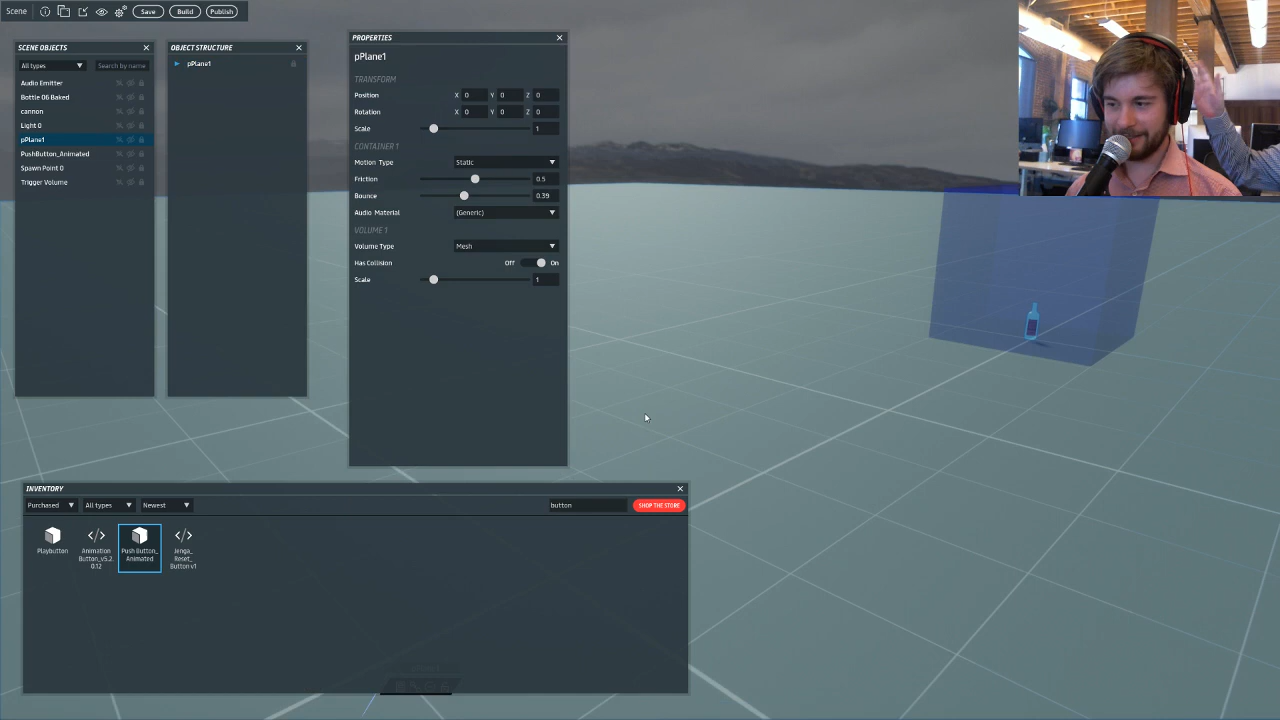 Scene
Save
Build
Publish
SCENE OBJECTS
All types
Search by name
Audio Emitter
Bottle 06 Baked
cannon
Light 0
pPlane1
PushButton_Animated
Spawn Point 0
Trigger Volume
OBJECT STRUCTURE
pPlane1
PROPERTIES
pPlane1
TRANSFORM
Position X 0 Y 0 Z 0
Rotation X 0 Y 0 Z 0
Scale 1
CONTAINER 1
Motion Type Static
Friction 0.5
Bounce 0.39
Audio Material (Generic)
VOLUME 1
Volume Type Mesh
Has Collision Off On
Scale 1
INVENTORY
Purchased All types Newest button SHOP THE STORE
Playbutton
Animation
Button_v5.2.
0.12
Push Button_
Animated
Jenga_
Reset_
Button v1